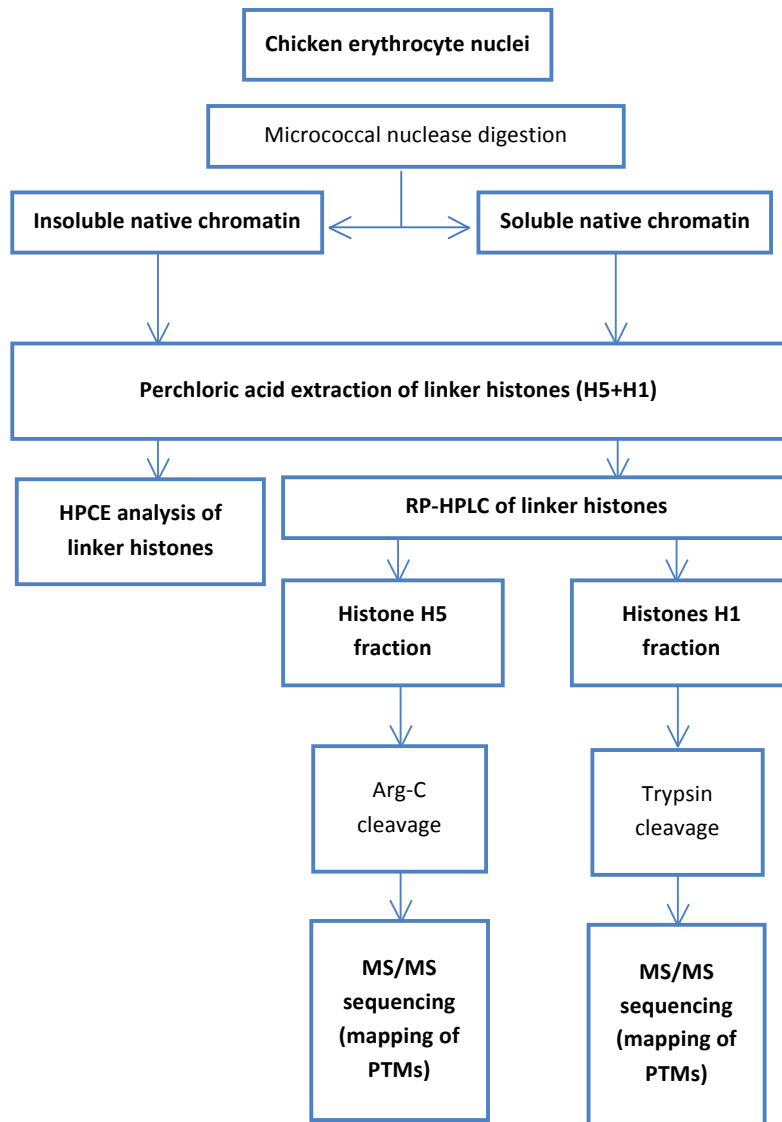 Chicken erythrocyte nuclei
Micrococcal nuclease digestion
Insoluble native chromatin
Soluble native chromatin
Perchloric acid extraction of linker histones (H5+H1)
HPCE analysis of
linker histones
RP-HPLC of linker histones
Histone H5
fraction
Histones H1
fraction
Arg-C
cleavage
Trypsin
cleavage
MS/MS
sequencing
(mapping of
PTMs)
MS/MS
sequencing
(mapping of
PTMs)